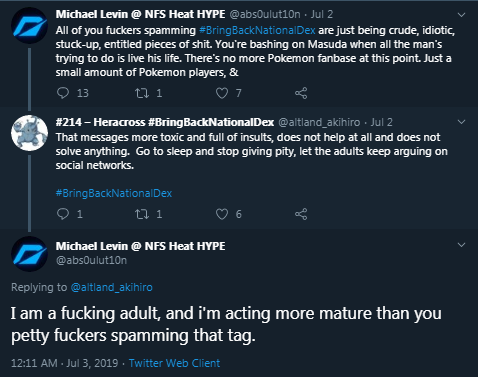 Michael Levin @ NFS Heat HYPE @abs0ulut10n · Jul 2
All of you fuckers spamming #BringBackNationalDex are just being crude, idiotic,
stuck-up, entitled pieces of shit. You're bashing on Masuda when all the man's
trying to do is live his life. There's no more Pokemon fanbase at this point. Just a
small amount of Pokemon players, &
13 1 7
#214 – Heracross #BringBackNationalDex @altland_akihiro · Jul 2
That messages more toxic and full of insults, does not help at all and does not
solve anything. Go to sleep and stop giving pity, let the adults keep arguing on
social networks.
#BringBackNationalDex
1 1 6
Michael Levin @ NFS Heat HYPE
@abs0ulut10n
Replying to @altland_akihiro
I am a fucking adult, and i'm acting more mature than you
petty fuckers spamming that tag.
12:11 AM · Jul 3, 2019 · Twitter Web Client